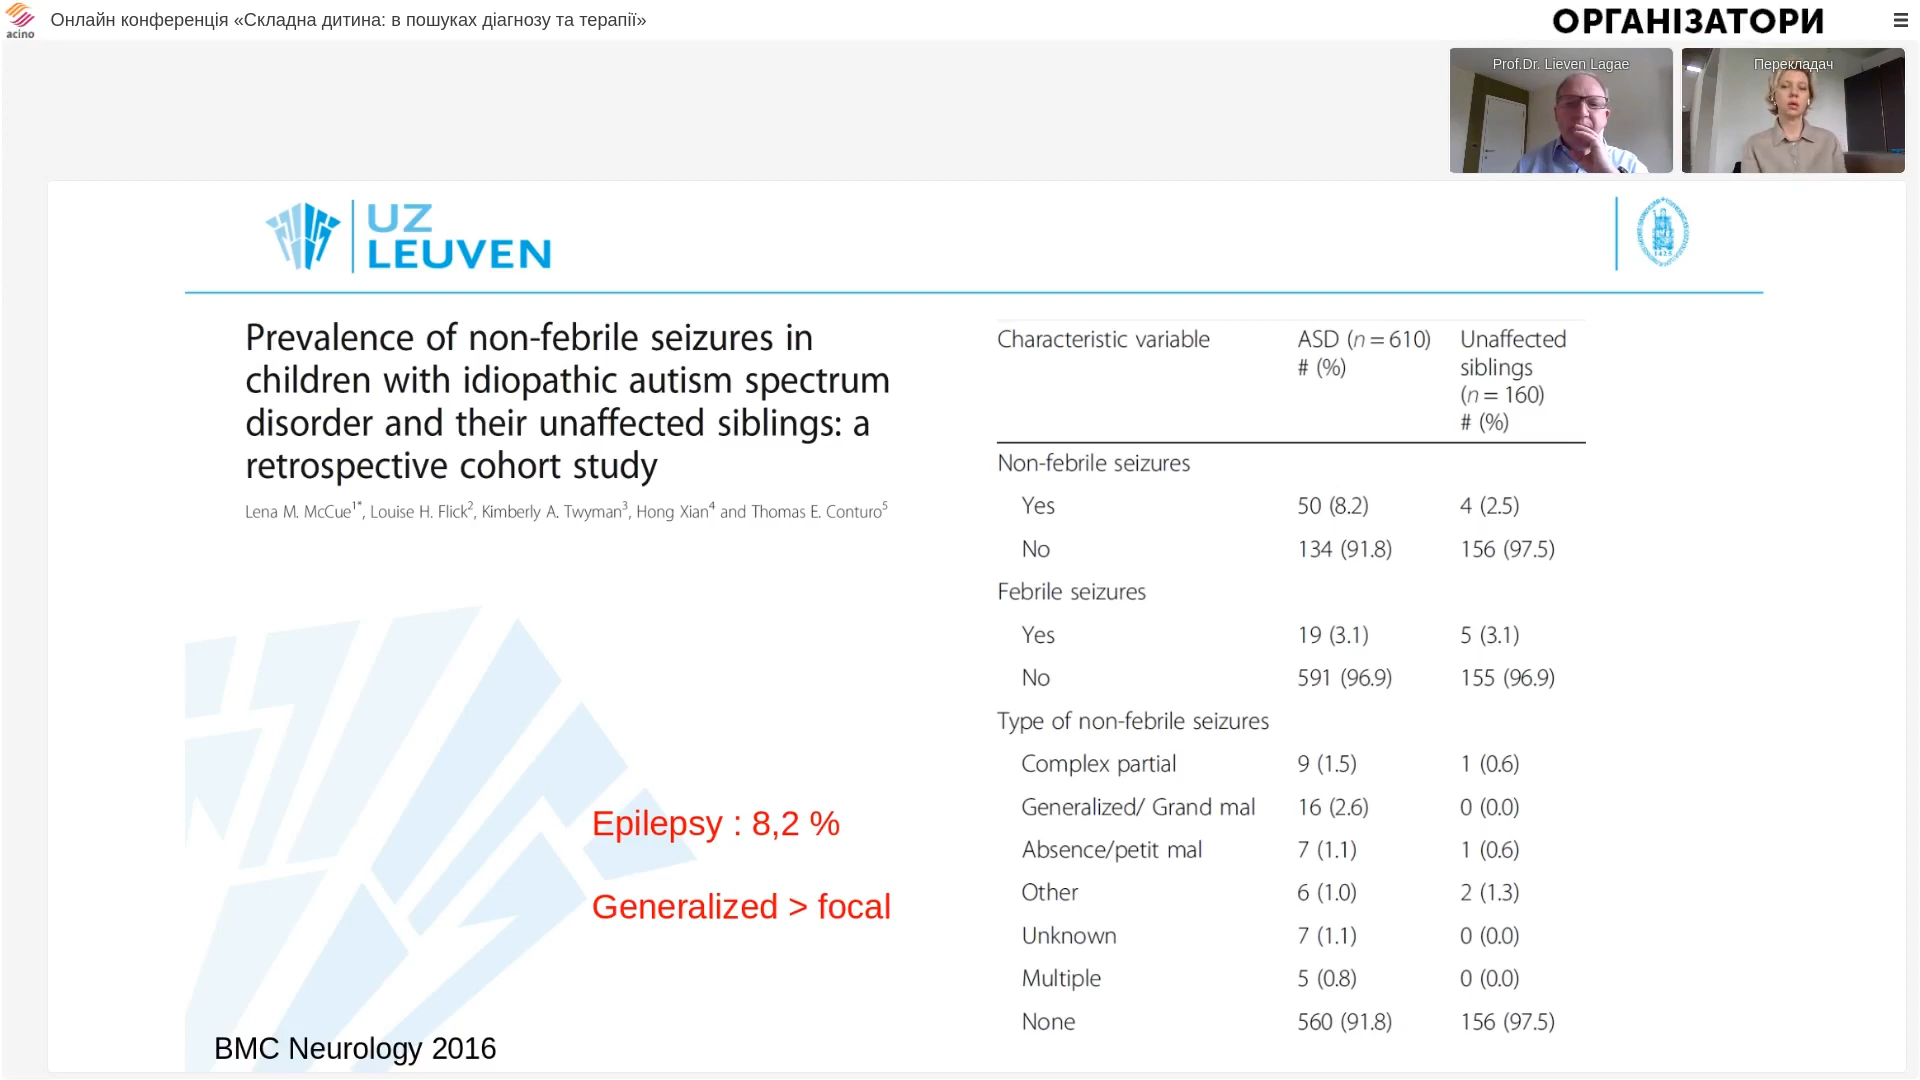 acino
Онлайн конференція «Складна дитина: в пошуках діагнозу та терапії»
ОРГАНІЗАТОРИ
Prof.Dr. Lieven Lagae
Перекладач
UZ
LEUVEN
1425
Prevalence of non-febrile seizures in
children with idiopathic autism spectrum
disorder and their unaffected siblings: a
retrospective cohort study
Lena M. McCue1*, Louise H. Flick2, Kimberly A. Twyman3, Hong Xian4 and Thomas E. Conturo5
Epilepsy : 8,2 %
Generalized > focal
BMC Neurology 2016
Characteristic variable ASD (n = 610) Unaffected
# (%) siblings
(n = 160)
# (%)
Non-febrile seizures
Yes 50 (8.2) 4 (2.5)
No 134 (91.8) 156 (97.5)
Febrile seizures
Yes 19 (3.1) 5 (3.1)
No 591 (96.9) 155 (96.9)
Type of non-febrile seizures
Complex partial 9 (1.5) 1 (0.6)
Generalized/ Grand mal 16 (2.6) 0 (0.0)
Absence/petit mal 7 (1.1) 1 (0.6)
Other 6 (1.0) 2 (1.3)
Unknown 7 (1.1) 0 (0.0)
Multiple 5 (0.8) 0 (0.0)
None 560 (91.8) 156 (97.5)